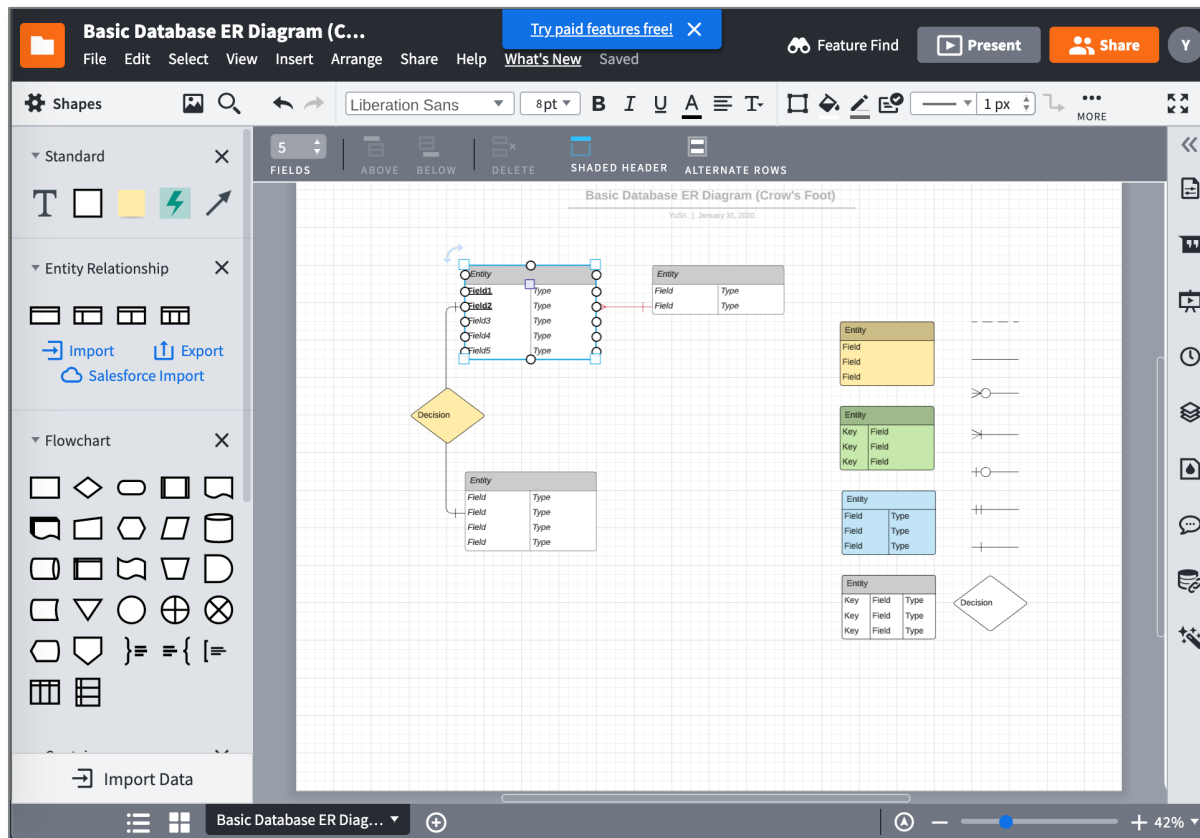 Basic Database ER Diagram (C...
Try paid features free!
Feature Find
Present
Share
Y
File Edit Select View Insert Arrange Share Help What's New Saved
Shapes
Liberation Sans
8pt
B I U A T
1 px
MORE
Standard
5
FIELDS
ABOVE
BELOW
DELETE
SHADED HEADER
ALTERNATE ROWS
T
Basic Database ER Diagram (Crow's Foot)
YuSh | January 31, 2020
Entity Relationship
Import
Export
Salesforce Import
Flowchart
Import Data
Entity
Field1 Type
Field2 Type
Field3 Type
Field4 Type
Field5 Type
Entity
Field Type
Field Type
Decision
Entity
Field Type
Field Type
Field Type
Field Type
Entity
Field
Field
Field
Entity
Key Field
Key Field
Key Field
Entity
Field Type
Field Type
Field Type
Entity
Key Field Type
Key Field Type
Key Field Type
Decision
Basic Database ER Diag...
42%